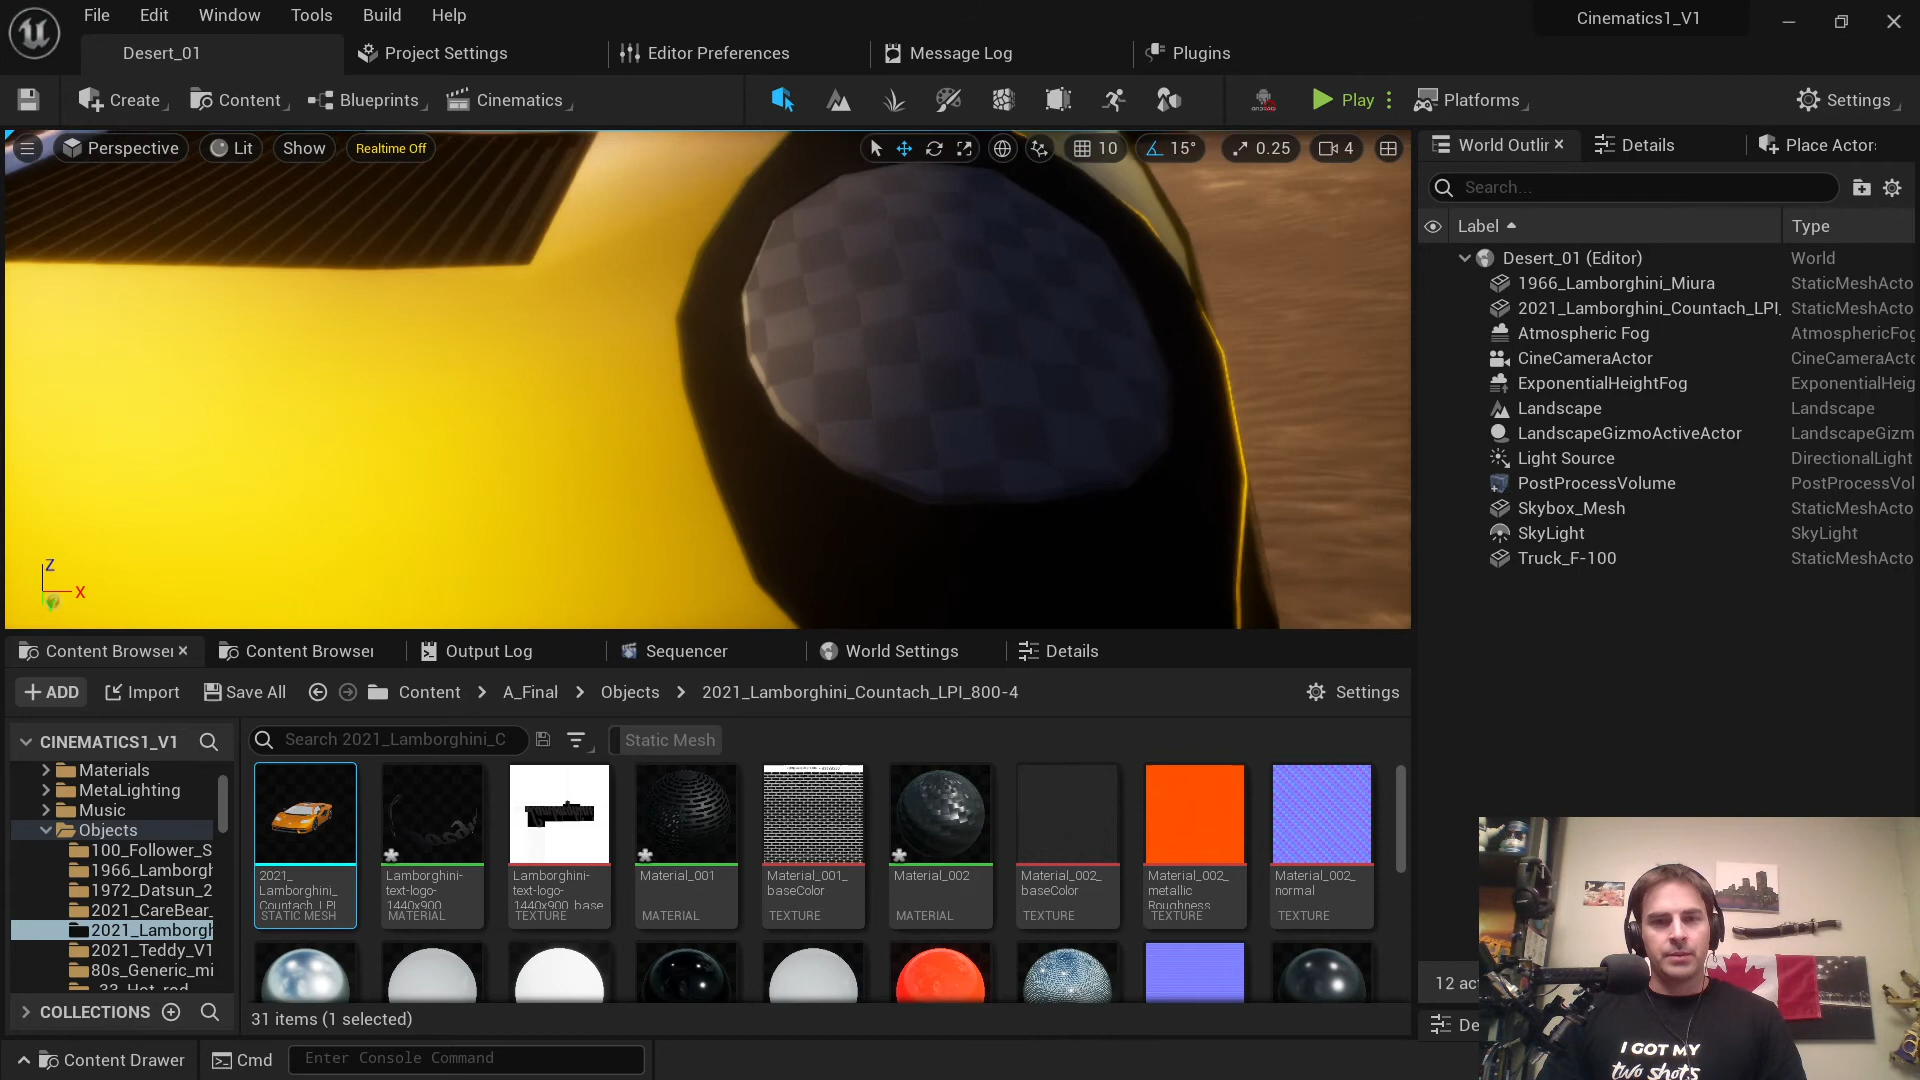 File Edit Window Tools Build Help
Cinematics1_V1
Desert_01
Project Settings
Editor Preferences
Message Log
Plugins
Create
Content
Blueprints
Cinematics
Play
Platforms
Settings
Perspective
Lit
Show
Realtime Off
10
15°
0.25
4
World Outlir
Details
Place Actor
Search...
Label
Type
Desert_01 (Editor) World
1966_Lamborghini_Miura StaticMeshActo
2021_Lamborghini_Countach_LPI_ StaticMeshActo
Atmospheric Fog AtmosphericFog
CineCameraActor CineCameraActo
ExponentialHeightFog ExponentialHeig
Landscape Landscape
LandscapeGizmoActiveActor LandscapeGizm
Light Source DirectionalLight
PostProcessVolume PostProcessVol
Skybox_Mesh StaticMeshActo
SkyLight SkyLight
Truck_F-100 StaticMeshActo
Z
X
Content Browser
Content Browser
Output Log
Sequencer
World Settings
Details
ADD
Import
Save All
Content
A_Final
Objects
2021_Lamborghini_Countach_LPI_800-4
Settings
CINEMATICS1_V1
Search 2021_Lamborghini_C
Static Mesh
Materials
MetaLighting
Music
Objects
100_Follower_S
1966_Lamborgh
1972_Datsun_2
2021_CareBear_
2021_Lamborgh
2021_Teddy_V1
80s_Generic_mi
COLLECTIONS
2021_
Lamborghini_
Countach_LPI
STATIC MESH
Lamborghini-
text-logo-
1440x900
MATERIAL
Lamborghini-
text-logo-
1440x900_base
TEXTURE
Material_001
MATERIAL
Material_001_
baseColor
TEXTURE
Material_002
MATERIAL
Material_002_
baseColor
TEXTURE
Material_002_
metallic
Roughness
TEXTURE
Material_002_
normal
TEXTURE
31 items (1 selected)
12 ac
De
Content Drawer
Cmd
Enter Console Command
I GOT MY
two shots